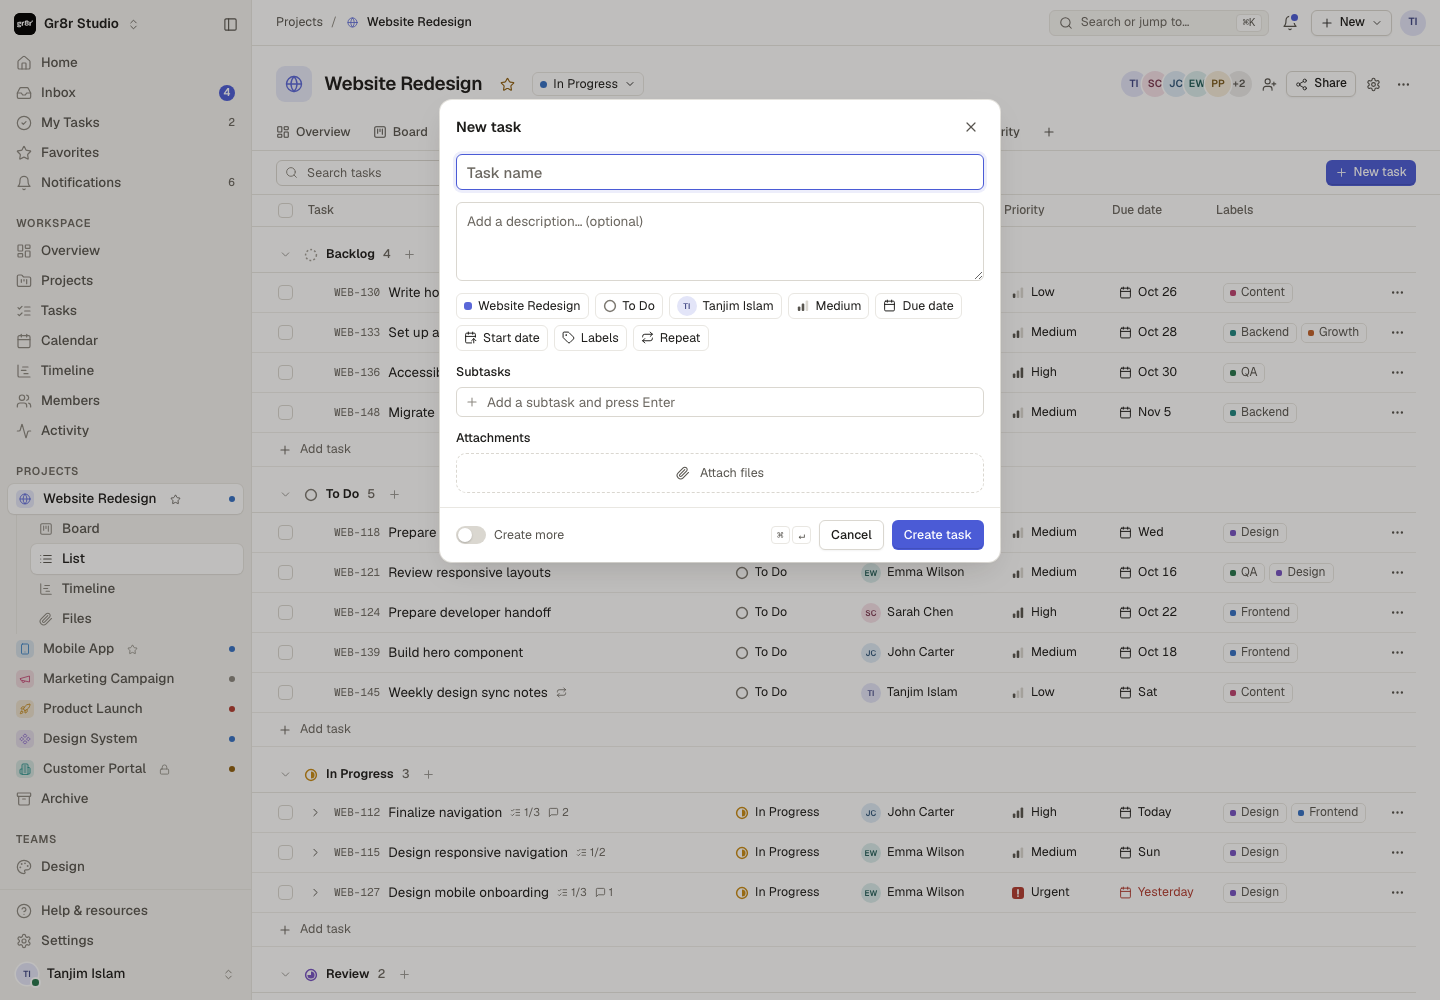 gr8r Gr8r Studio
Home
Inbox 4
My Tasks 2
Favorites
Notifications 6
WORKSPACE
Overview
Projects
Tasks
Calendar
Timeline
Members
Activity
PROJECTS
Website Redesign
Board
List
Timeline
Files
Mobile App
Marketing Campaign
Product Launch
Design System
Customer Portal
Archive
TEAMS
Design
Help & resources
Settings
TI Tanjim Islam
Projects / Website Redesign
Search or jump to... ⌘K
New
TI
Website Redesign
In Progress
TI SC JC EW PP +2
Share
Overview Board
rity
Search tasks
New task
Task Priority Due date Labels
Backlog 4
WEB-130 Write ho Low Oct 26 Content
WEB-133 Set up a Medium Oct 28 Backend Growth
WEB-136 Accessib High Oct 30 QA
WEB-148 Migrate Medium Nov 5 Backend
Add task
To Do 5
WEB-118 Prepare Medium Wed Design
WEB-121 Review responsive layouts To Do EW Emma Wilson Medium Oct 16 QA Design
WEB-124 Prepare developer handoff To Do SC Sarah Chen High Oct 22 Frontend
WEB-139 Build hero component To Do JC John Carter Medium Oct 18 Frontend
WEB-145 Weekly design sync notes To Do TI Tanjim Islam Low Sat Content
Add task
In Progress 3
WEB-112 Finalize navigation 1/3 2 In Progress JC John Carter High Today Design Frontend
WEB-115 Design responsive navigation 1/2 In Progress EW Emma Wilson Medium Sun Design
WEB-127 Design mobile onboarding 1/3 1 In Progress EW Emma Wilson Urgent Yesterday Design
Add task
Review 2
New task
Task name
Add a description... (optional)
Website Redesign To Do TI Tanjim Islam Medium Due date
Start date Labels Repeat
Subtasks
Add a subtask and press Enter
Attachments
Attach files
Create more ⌘ ↵ Cancel Create task